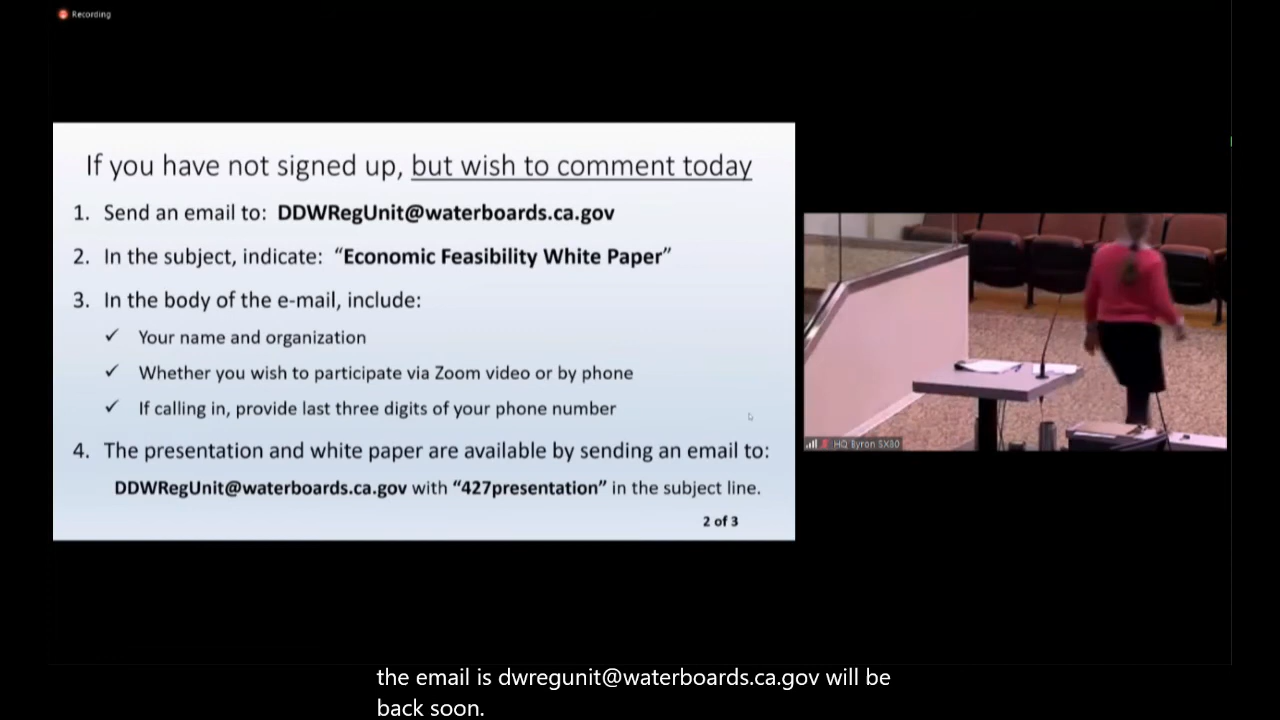 Recording
If you have not signed up, but wish to comment today
1. Send an email to: DDWRegUnit@waterboards.ca.gov
2. In the subject, indicate: “Economic Feasibility White Paper”
3. In the body of the e-mail, include:
✓ Your name and organization
✓ Whether you wish to participate via Zoom video or by phone
✓ If calling in, provide last three digits of your phone number
4. The presentation and white paper are available by sending an email to:
DDWRegUnit@waterboards.ca.gov with “427presentation” in the subject line.
2 of 3
HQ Byron SX80
the email is dwregunit@waterboards.ca.gov will be
back soon.